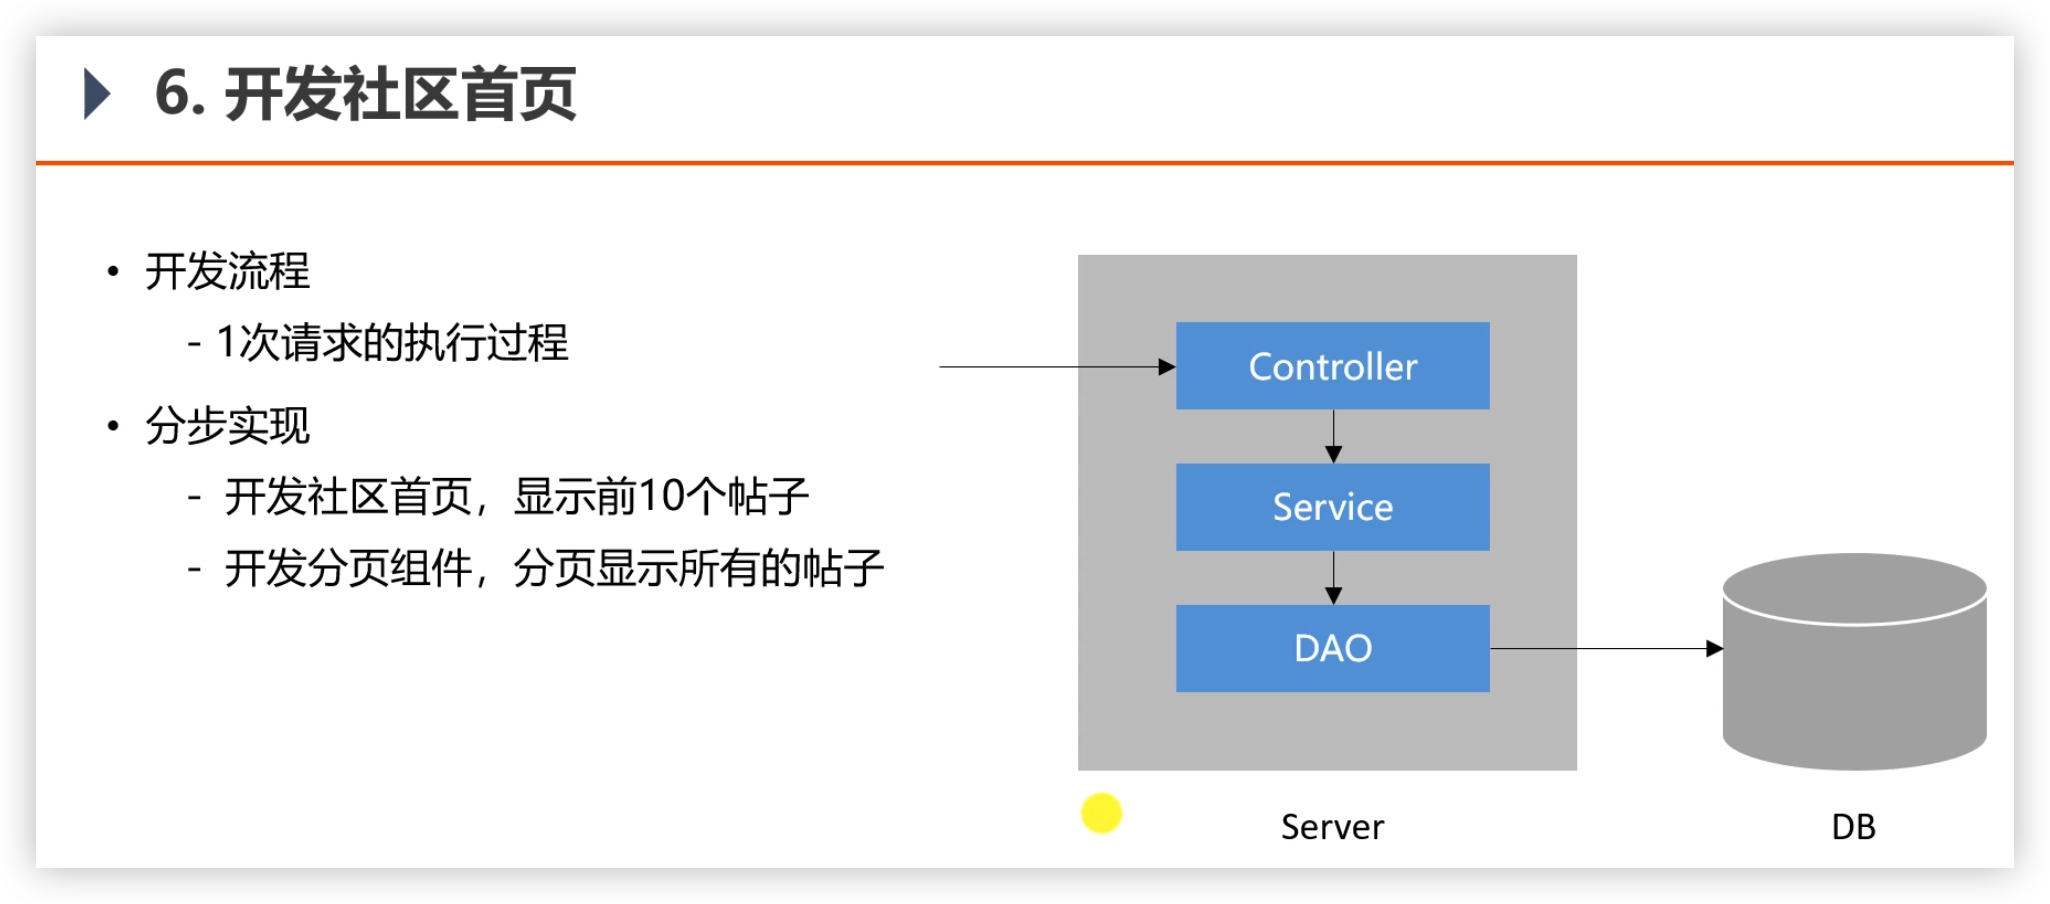 6. 开发社区首页
• 开发流程
- 1次请求的执行过程
• 分步实现
- 开发社区首页，显示前10个帖子
- 开发分页组件，分页显示所有的帖子
Controller
Service
DAO
Server
DB